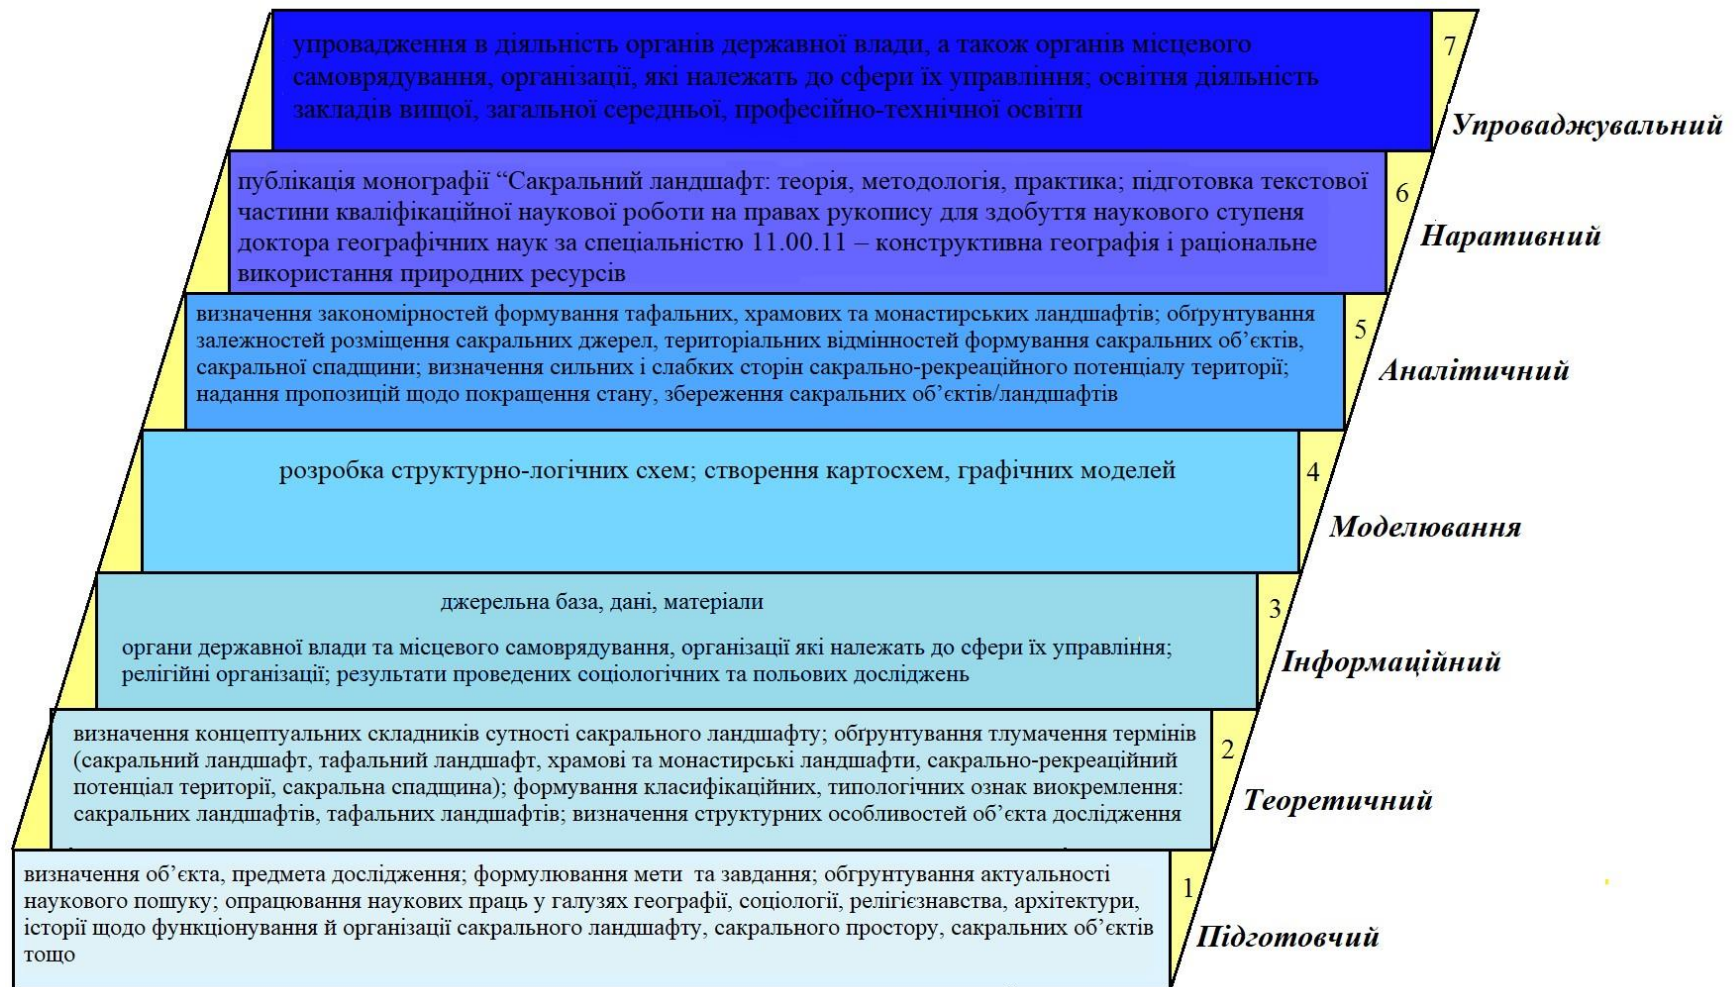 упровадження в діяльність органів державної влади, а також органів місцевого
самоврядування, організації, які належать до сфери їх управління; освітня діяльність
закладів вищої, загальної середньої, професійно-технічної освіти
7
Упроваджувальний
публікація монографії “Сакральний ландшафт: теорія, методологія, практика; підготовка текстової
частини кваліфікаційної наукової роботи на правах рукопису для здобуття наукового ступеня
доктора географічних наук за спеціальністю 11.00.11 – конструктивна географія і раціональне
використання природних ресурсів
6
Наративний
визначення закономірностей формування тафальних, храмових та монастирських ландшафтів; обґрунтування
залежностей розміщення сакральних джерел, територіальних відмінностей формування сакральних об’єктів,
сакральної спадщини; визначення сильних і слабких сторін сакрально-рекреаційного потенціалу території;
надання пропозицій щодо покращення стану, збереження сакральних об’єктів/ландшафтів
5
Аналітичний
розробка структурно-логічних схем; створення картосхем, графічних моделей
4
Моделювання
джерельна база, дані, матеріали
органи державної влади та місцевого самоврядування, організації які належать до сфери їх управління;
релігійні організації; результати проведених соціологічних та польових досліджень
3
Інформаційний
визначення концептуальних складників сутності сакрального ландшафту; обґрунтування тлумачення термінів
(сакральний ландшафт, тафальний ландшафт, храмові та монастирські ландшафти, сакрально-рекреаційний
потенціал території, сакральна спадщина); формування класифікаційних, типологічних ознак виокремлення:
сакральних ландшафтів, тафальних ландшафтів; визначення структурних особливостей об’єкта дослідження
2
Теоретичний
визначення об’єкта, предмета дослідження; формулювання мети та завдання; обгрунтування актуальності
наукового пошуку; опрацювання наукових праць у галузях географії, соціології, релігієзнавства, архітектури,
історії щодо функціонування й організації сакрального ландшафту, сакрального простору, сакральних об’єктів
тощо
1
Підготовчий